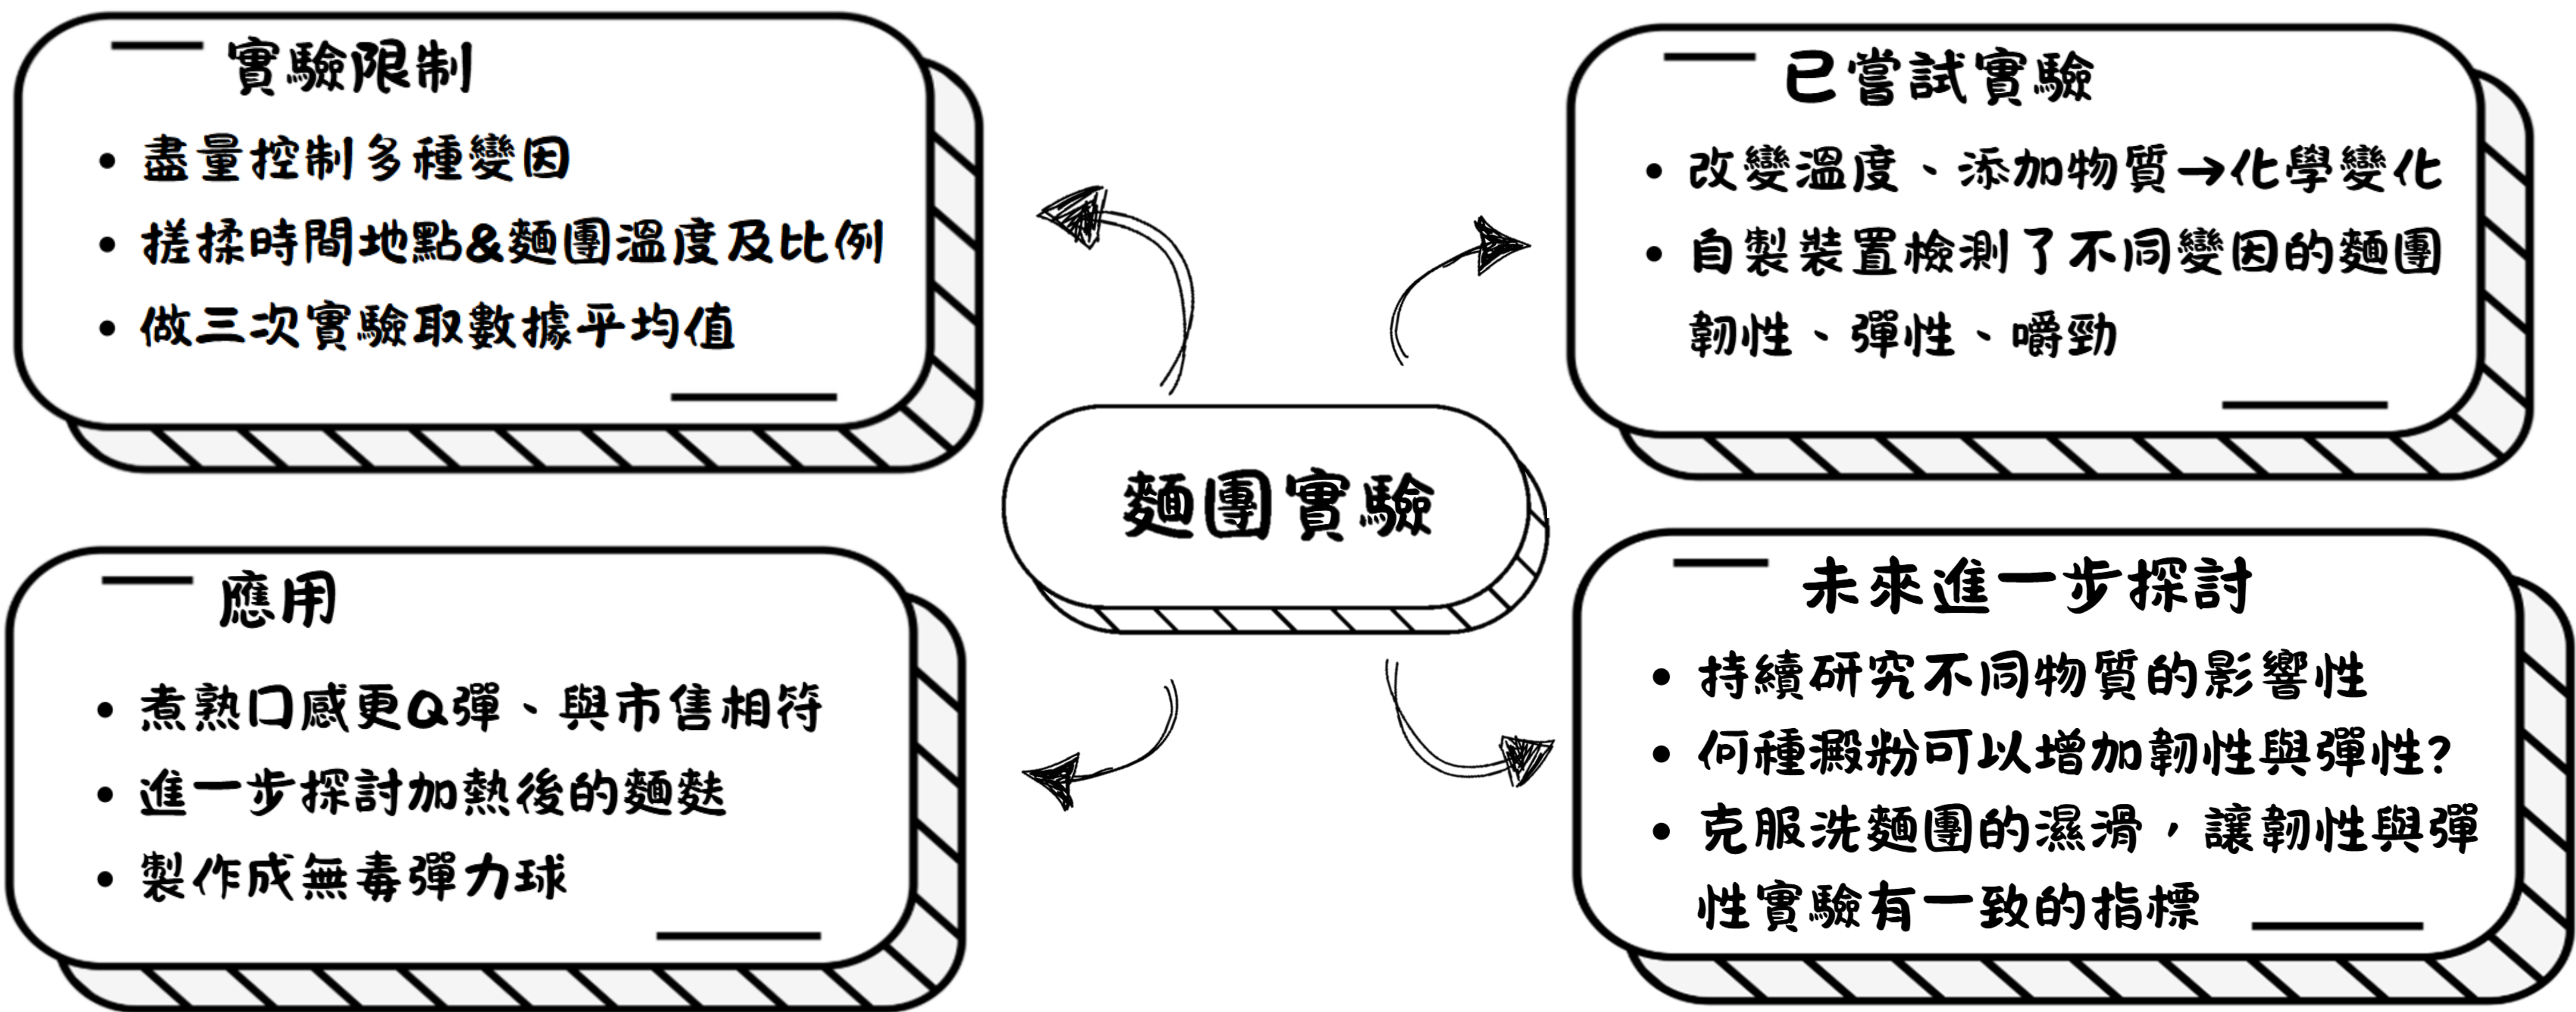 實驗限制
• 盡量控制多種變因
• 搓揉時間地點&麵團溫度及比例
• 做三次實驗取數據平均值
已嘗試實驗
• 改變溫度、添加物質→化學變化
• 自製裝置檢測了不同變因的麵團
韌性、彈性、嚼勁
麵團實驗
應用
• 煮熟口感更Q彈、與市售相符
• 進一步探討加熱後的麵麩
• 製作成無毒彈力球
未來進一步探討
• 持續研究不同物質的影響性
• 何種澱粉可以增加韌性與彈性?
• 克服洗麵團的濕滑，讓韌性與彈
性實驗有一致的指標